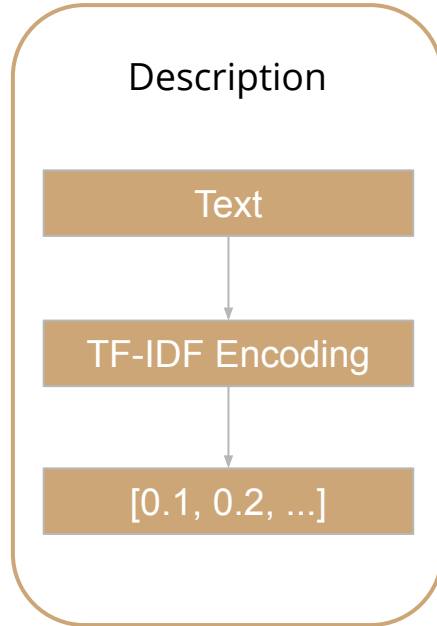 Description
Text
TF-IDF Encoding
[0.1, 0.2, ...]